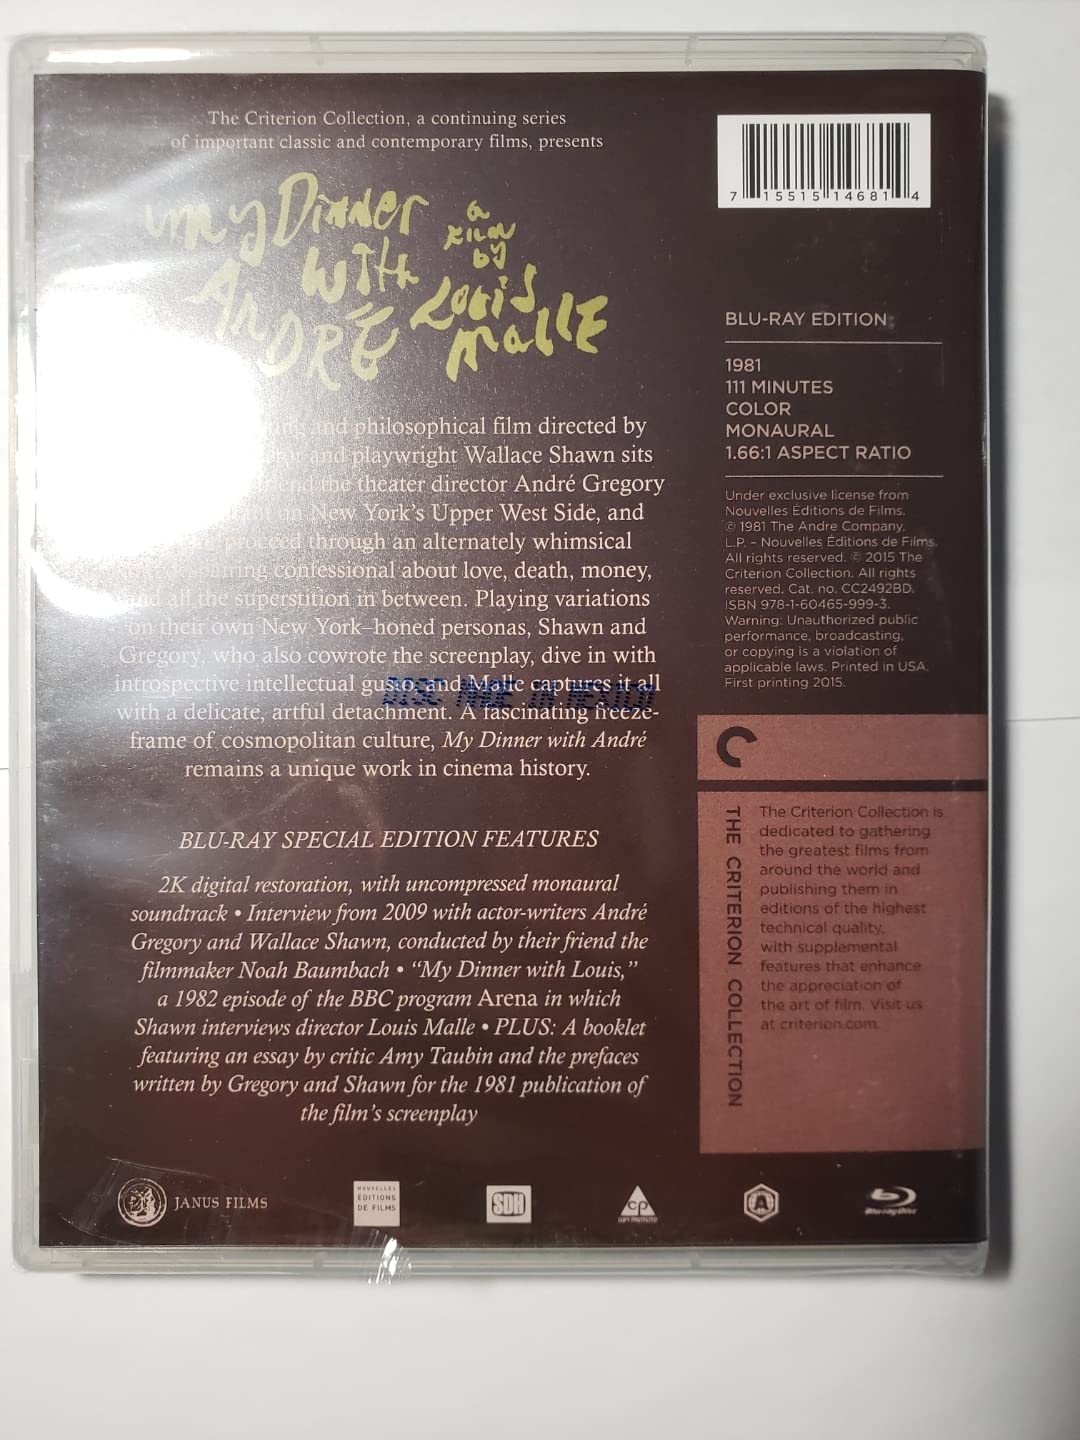 The Criterion Collection, a continuing series
of important classic and contemporary films, presents
my Dinner
with
ANDRÉ
a
film
by
Louis
Malle
and philosophical film directed by
and playwright Wallace Shawn sits
friend the theater director André Gregory
on New York's Upper West Side, and
proceed through an alternately whimsical
confessional about love, death, money,
and all the superstition in between. Playing variations
on their own New York–honed personas, Shawn and
Gregory, who also cowrote the screenplay, dive in with
introspective intellectual gusto, and Malle captures it all
DISC MADE IN MEXICO
with a delicate, artful detachment. A fascinating freeze-
frame of cosmopolitan culture, My Dinner with André
remains a unique work in cinema history.
BLU-RAY SPECIAL EDITION FEATURES
2K digital restoration, with uncompressed monaural
soundtrack • Interview from 2009 with actor-writers André
Gregory and Wallace Shawn, conducted by their friend the
filmmaker Noah Baumbach • “My Dinner with Louis,”
a 1982 episode of the BBC program Arena in which
Shawn interviews director Louis Malle • PLUS: A booklet
featuring an essay by critic Amy Taubin and the prefaces
written by Gregory and Shawn for the 1981 publication of
the film's screenplay
JANUS FILMS
NOUVELLES
ÉDITIONS
DE FILMS
SDH
CP
COPY PROTECTED
A
Blu-ray Disc
7 15515 14681 4
BLU-RAY EDITION
1981
111 MINUTES
COLOR
MONAURAL
1.66:1 ASPECT RATIO
Under exclusive license from
Nouvelles Éditions de Films.
© 1981 The Andre Company,
L.P. – Nouvelles Éditions de Films.
All rights reserved. © 2015 The
Criterion Collection. All rights
reserved. Cat. no. CC2492BD.
ISBN 978-1-60465-999-3.
Warning: Unauthorized public
performance, broadcasting,
or copying is a violation of
applicable laws. Printed in USA.
First printing 2015.
THE CRITERION COLLECTION
The Criterion Collection is
dedicated to gathering
the greatest films from
around the world and
publishing them in
editions of the highest
technical quality,
with supplemental
features that enhance
the appreciation of
the art of film. Visit us
at criterion.com.